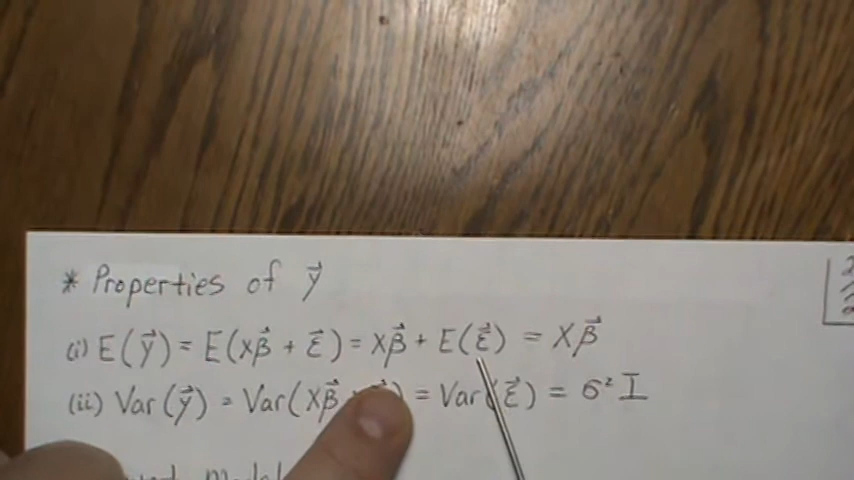 * Properties of y⃗
(i) E(y⃗) = E(Xβ⃗ + ε⃗) = Xβ⃗ + E(ε⃗) = Xβ⃗
(ii) Var(y⃗) = Var(Xβ⃗ ) = Var(ε⃗) = σ² I